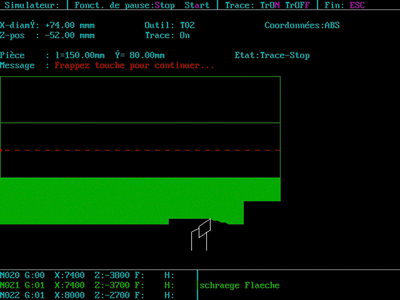 Simulateur: | Fonct. de pause:Stop Start | Trace: TrON TrOFF | Fin: ESC
X-diamŸ: +74.00 mmm Outil: T02 Coordonnées:ABS
Z-pos : -52.00 mmm Trace: On
Pièce : l=150.00mm Ÿ= 80.00mm Etat:Trace-Stop
Message : Frappez touche pour continuer...
N020 G:00 X:7400 Z:-3800 F: H:
N021 G:01 X:7400 Z:-3700 F: H: schraege Flaeche
N022 G:01 X:8000 Z:-2700 F: H: